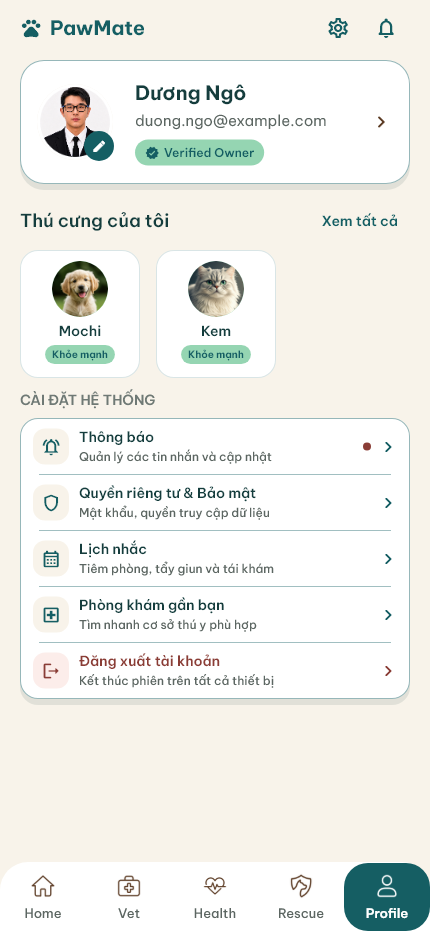 PawMate
Dương Ngô
duong.ngo@example.com
Verified Owner
Thú cưng của tôi
Xem tất cả
Mochi
Kem
Khỏe mạnh
Khỏe mạnh
CÀI ĐẶT HỆ THỐNG
Thông báo
Quản lý các tin nhắn và cập nhật
Quyền riêng tư & Bảo mật
Mật khẩu, quyền truy cập dữ liệu
Lịch nhắc
Tiêm phòng, tẩy giun và tái khám
Phòng khám gần bạn
Tìm nhanh cơ sở thú y phù hợp
Đăng xuất tài khoản
Kết thúc phiên trên tất cả thiết bị
Home
Vet
Health
Rescue
Profile